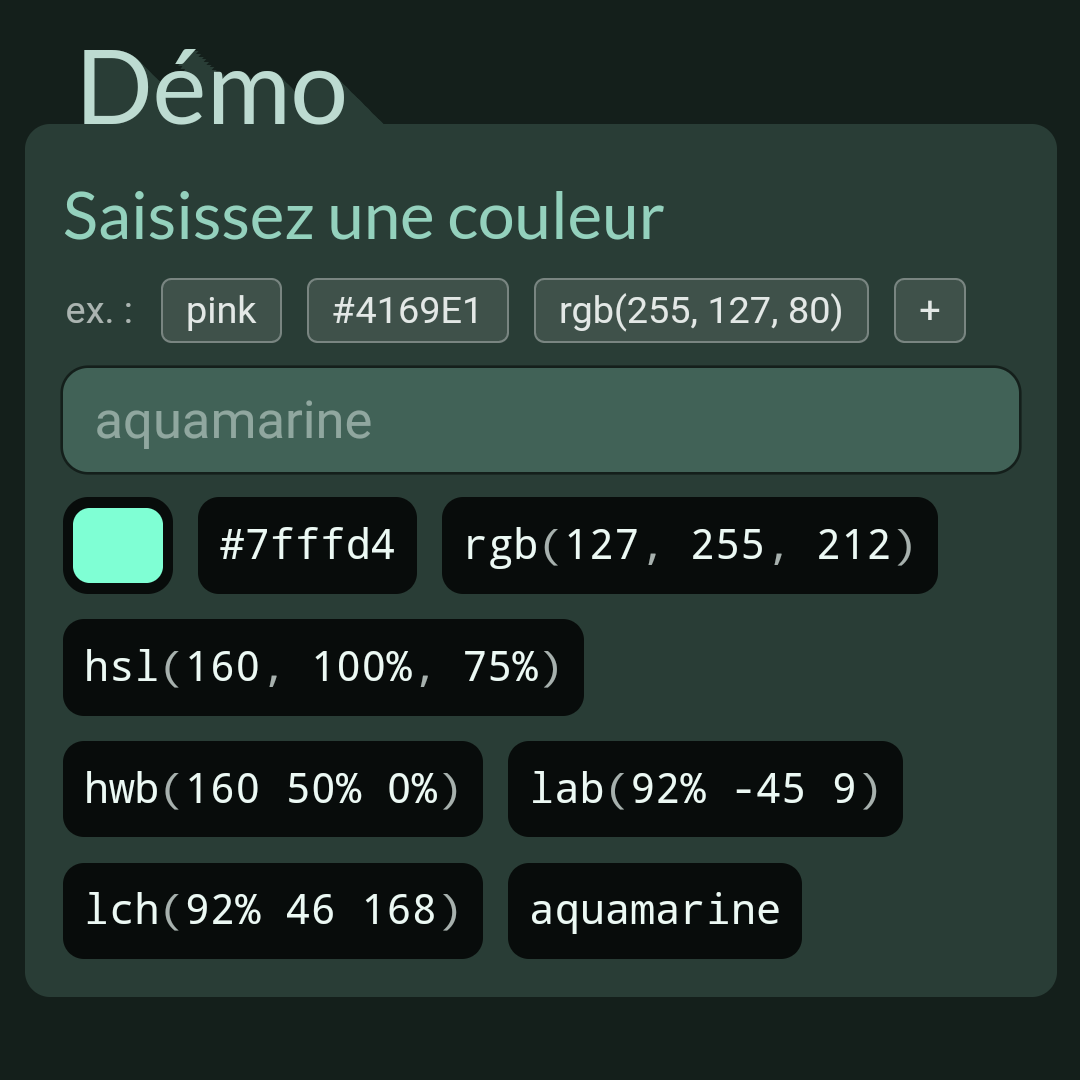 Démo
Saisissez une couleur
ex. : pink #4169E1 rgb(255, 127, 80) +
aquamarine
#7fffd4 rgb(127, 255, 212)
hsl(160, 100%, 75%)
hwb(160 50% 0%) lab(92% -45 9)
lch(92% 46 168) aquamarine